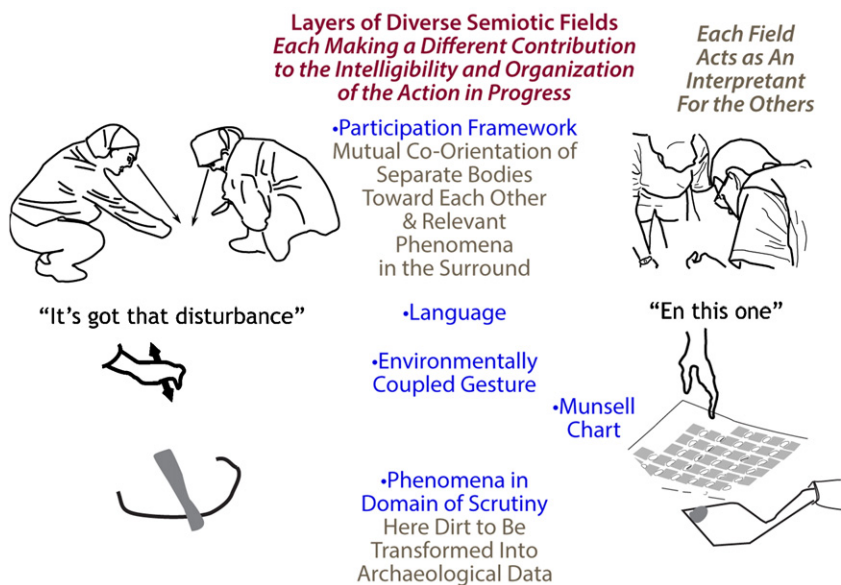 Layers of Diverse Semiotic Fields
Each Making a Different Contribution
to the Intelligibility and Organization
of the Action in Progress
Each Field
Acts as An
Interpretant
For the Others
•Participation Framework
Mutual Co-Orientation of
Separate Bodies
Toward Each Other
& Relevant
Phenomena
in the Surround
“It’s got that disturbance”
•Language
“En this one”
•Environmentally
Coupled Gesture
•Munsell
Chart
•Phenomena in
Domain of Scrutiny
Here Dirt to Be
Transformed Into
Archaeological Data